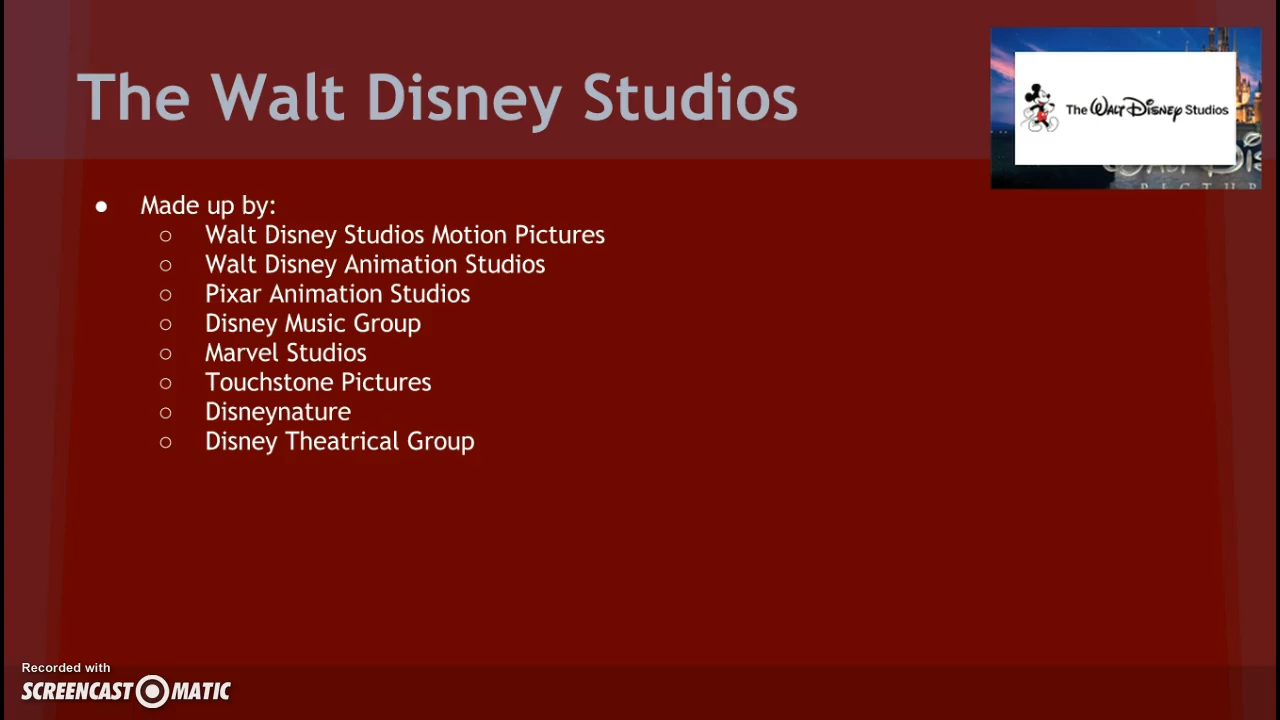 The Walt Disney Studios
The WALT DISNEY Studios
● Made up by:
○ Walt Disney Studios Motion Pictures
○ Walt Disney Animation Studios
○ Pixar Animation Studios
○ Disney Music Group
○ Marvel Studios
○ Touchstone Pictures
○ Disneynature
○ Disney Theatrical Group
Recorded with
SCREENCAST MATIC